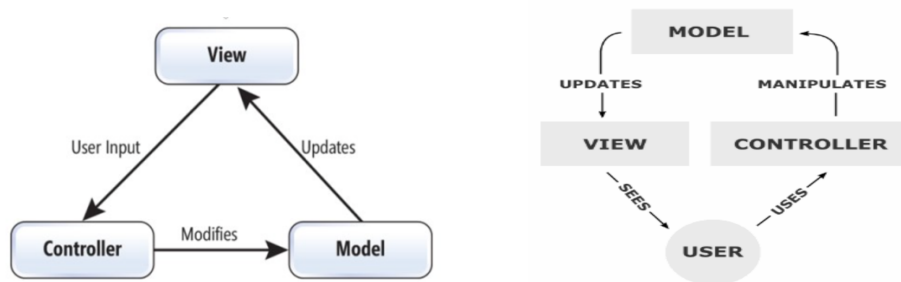 View
User Input
Updates
Controller
Modifies
Model
MODEL
UPDATES
MANIPULATES
VIEW
CONTROLLER
SEES
USES
USER